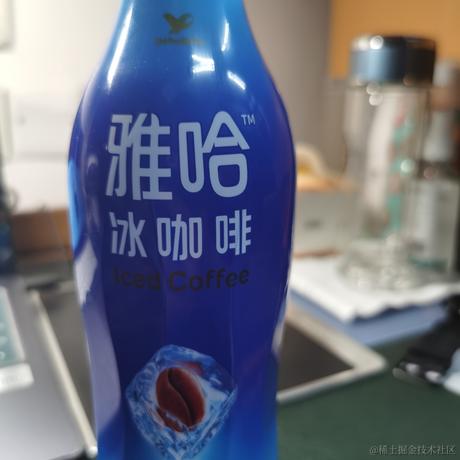 雅哈™
冰咖啡
Iced Coffee
@稀土掘金技术社区